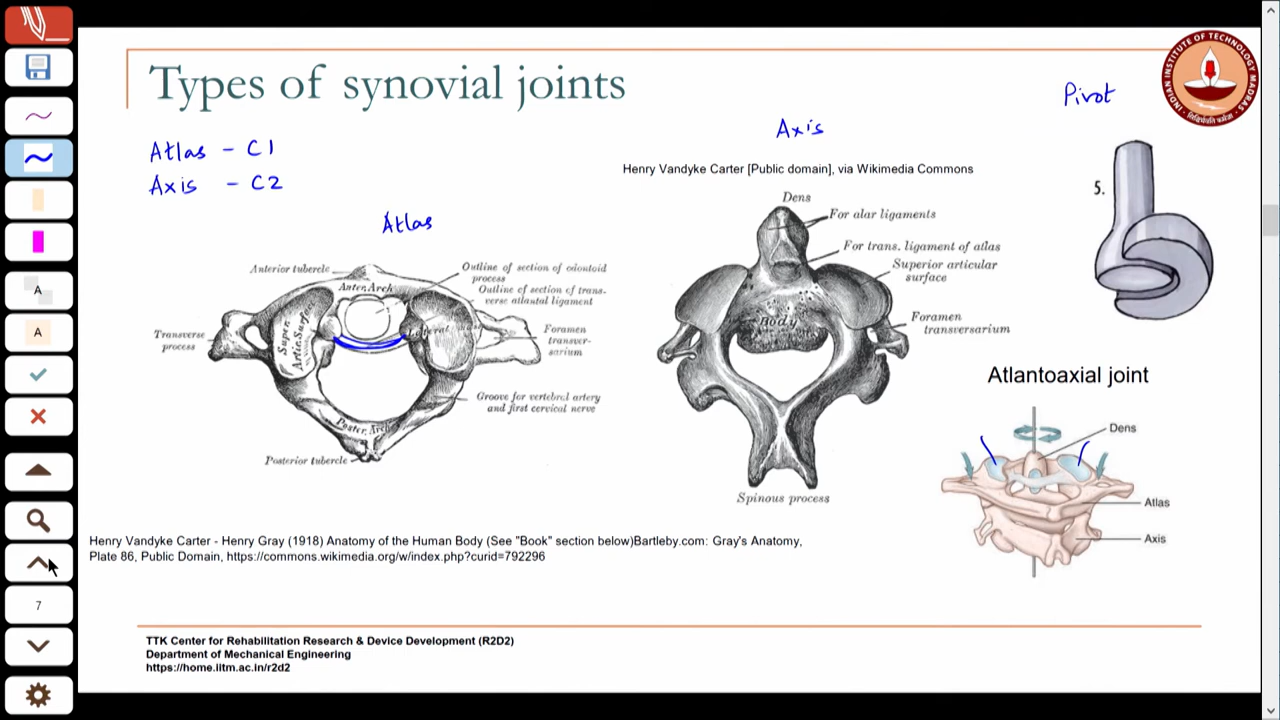 Types of synovial joints
Pivot
INDIAN INSTITUTE OF TECHNOLOGY MADRAS
Atlas - C1
Axis - C2
Axis
Henry Vandyke Carter [Public domain], via Wikimedia Commons
Atlas
Anterior tubercle
Anter. Arch
Outline of section of odontoid
process
Outline of section of trans-
verse atlantal ligament
Transverse
process
Foramen
transver-
sarium
Groove for vertebral artery
and first cervical nerve
Poster. Arch
Posterior tubercle
Dens
For alar ligaments
For trans. ligament of atlas
Superior articular
surface
Body
Foramen
transversarium
Spinous process
5.
Atlantoaxial joint
Dens
Atlas
Axis
Henry Vandyke Carter - Henry Gray (1918) Anatomy of the Human Body (See "Book" section below)Bartleby.com: Gray's Anatomy,
Plate 86, Public Domain, https://commons.wikimedia.org/w/index.php?curid=792296
TTK Center for Rehabilitation Research & Device Development (R2D2)
Department of Mechanical Engineering
https://home.iitm.ac.in/r2d2
A
A
7